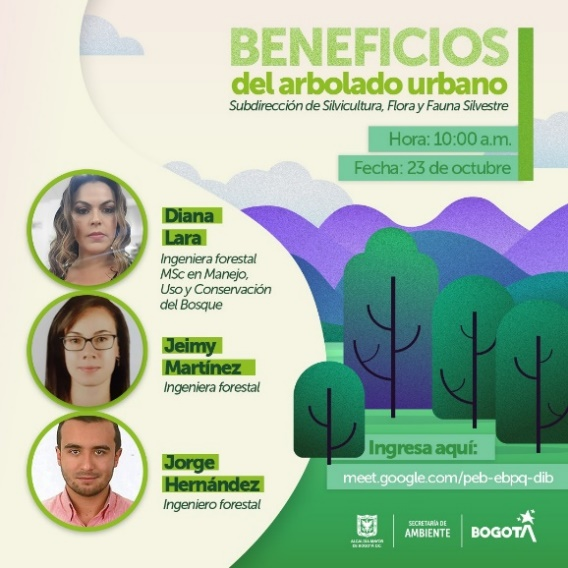 BENEFICIOS
del arbolado urbano
Subdirección de Silvicultura, Flora y Fauna Silvestre
Hora: 10:00 a.m.
Fecha: 23 de octubre
Diana
Lara
Ingeniera forestal
MSc en Manejo,
Uso y Conservación
del Bosque
Jeimy
Martínez
Ingeniera forestal
Jorge
Hernández
Ingeniero forestal
Ingresa aquí:
meet.google.com/peb-ebpq-dib
ALCALDÍA MAYOR
DE BOGOTÁ D.C.
SECRETARÍA DE
AMBIENTE
BOGOTA